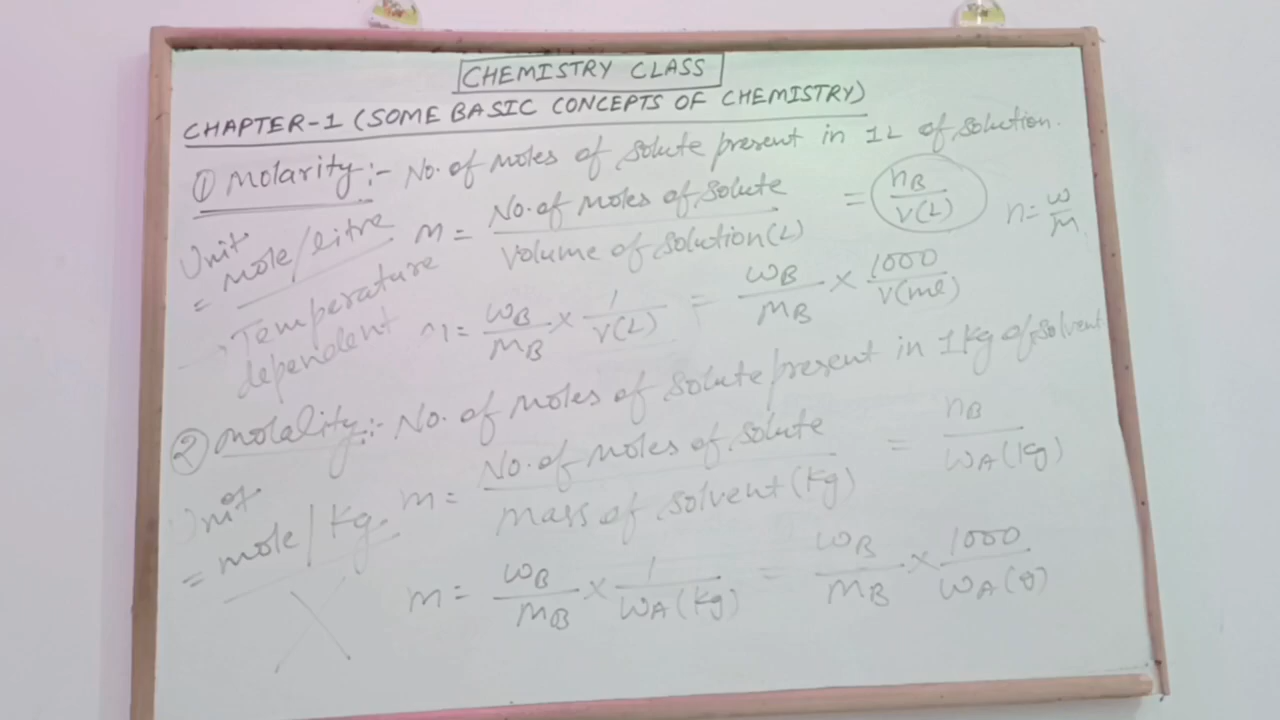 CHEMISTRY CLASS
CHAPTER-1 (SOME BASIC CONCEPTS OF CHEMISTRY)
① Molarity :- No. of moles of solute present in 1L of solution.
Unit = mole/litre
Temperature dependent
M = No. of moles of solute / Volume of solution (L) = nB / V(L)
n = w/M
M = wB/MB × 1/V(L) = wB/MB × 1000/V(ml)
② Molality :- No. of moles of solute present in 1 kg of solvent
Unit = mole/kg.
m = No. of moles of solute / Mass of solvent (kg) = nB / WA (kg)
m = wB/MB × 1/WA (kg) = wB/MB × 1000/WA (g)